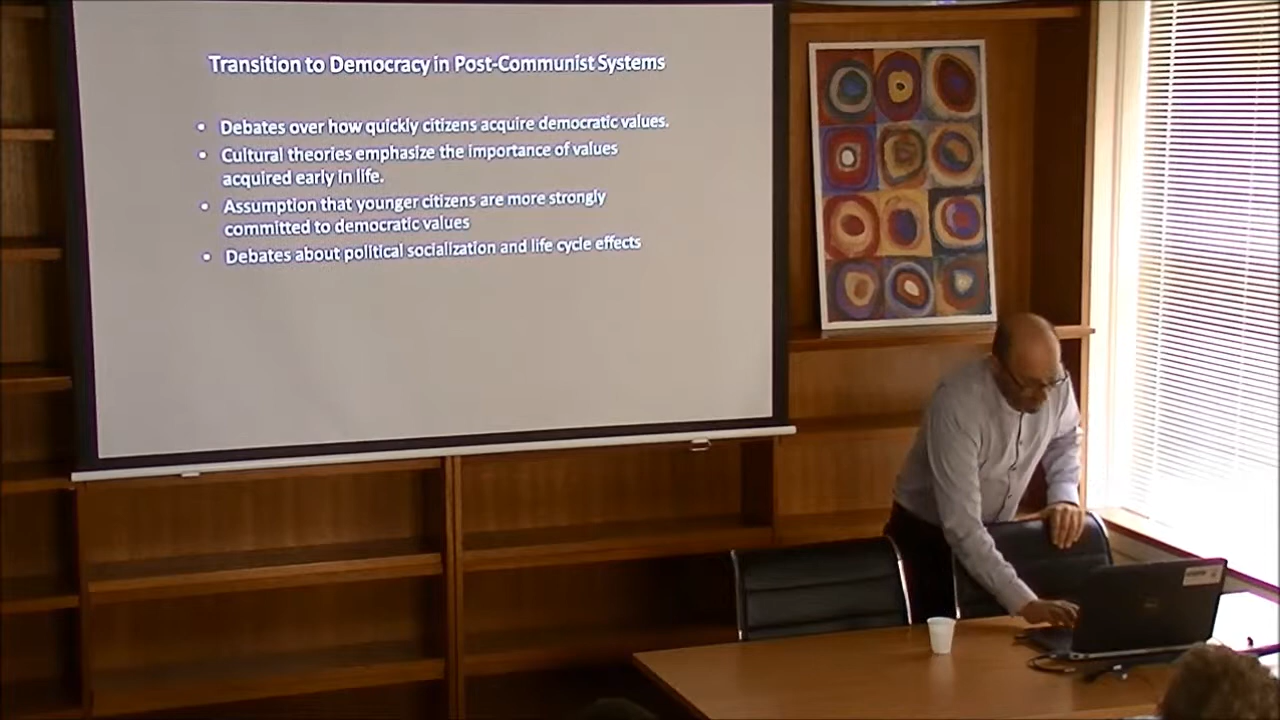 Transition to Democracy in Post-Communist Systems
• Debates over how quickly citizens acquire democratic values.
• Cultural theories emphasize the importance of values
acquired early in life.
• Assumption that younger citizens are more strongly
committed to democratic values
• Debates about political socialization and life cycle effects